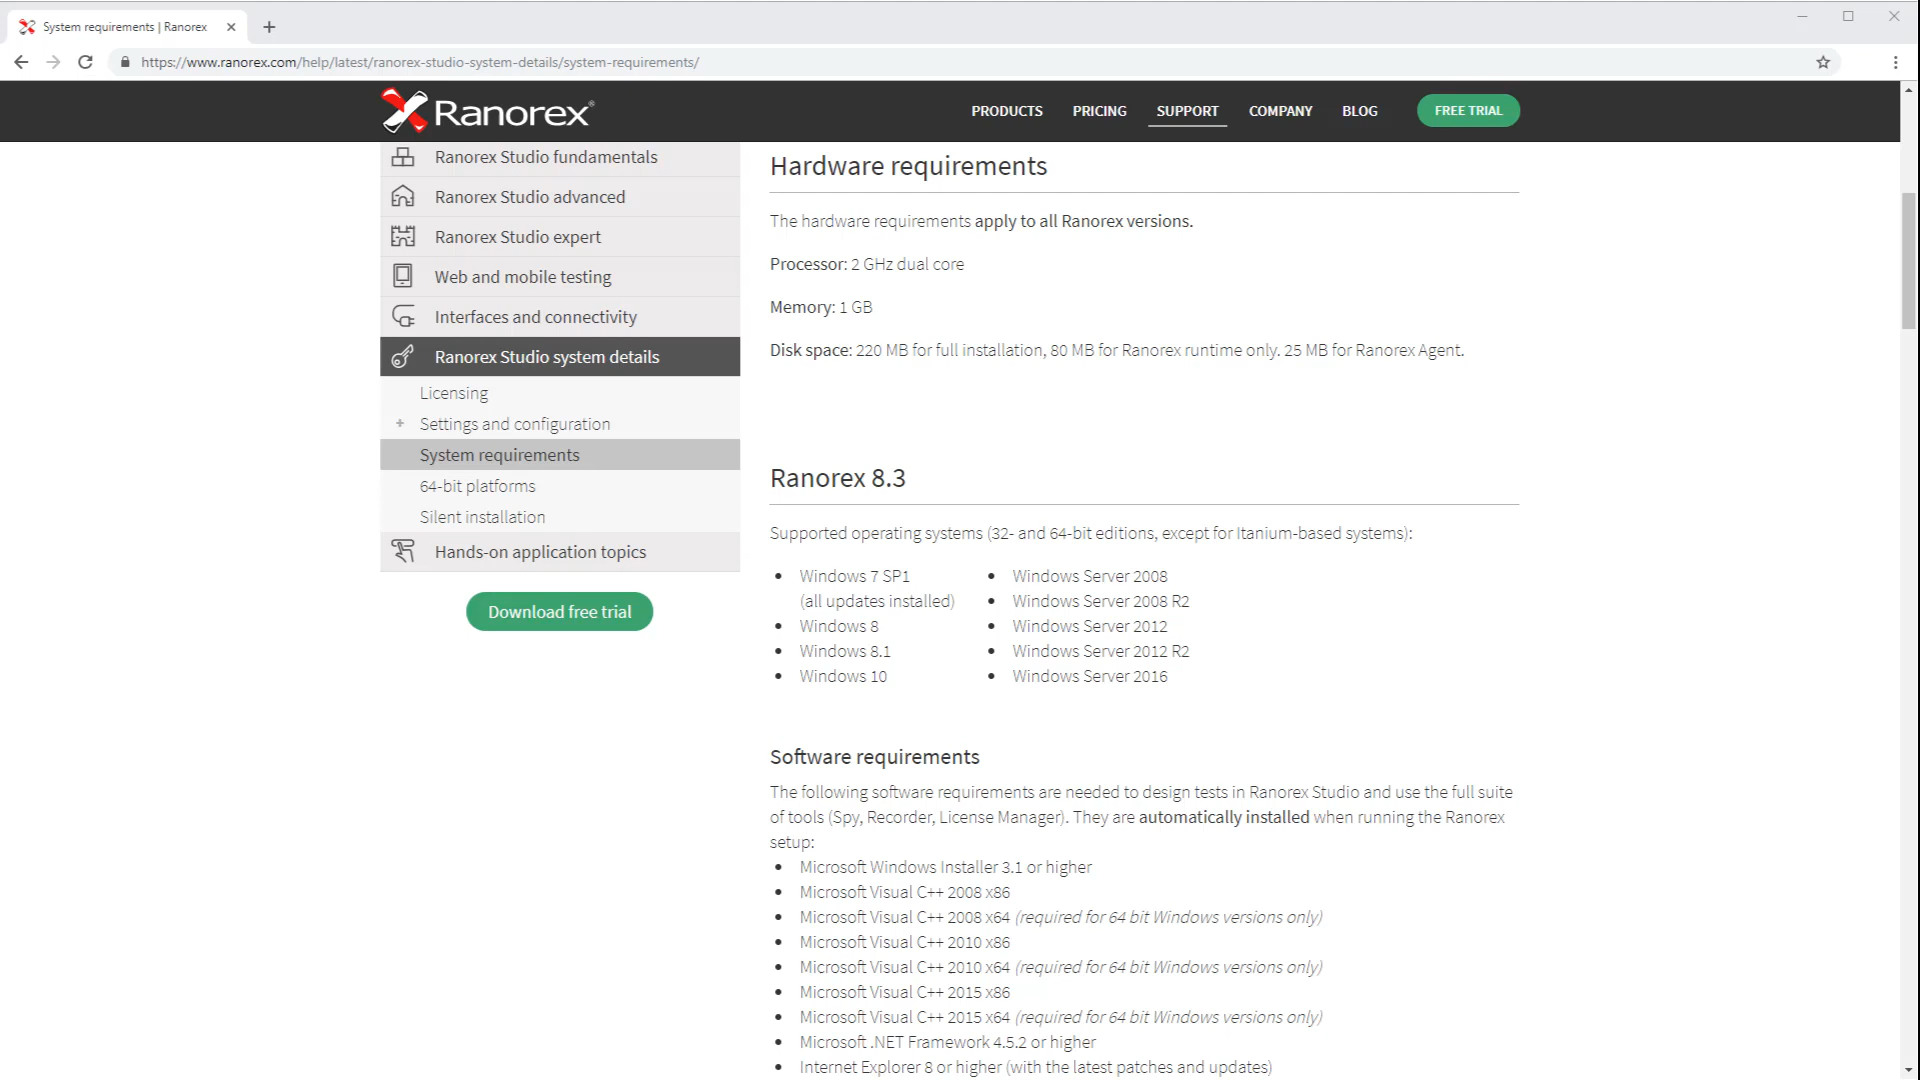 System requirements | Ranorex
https://www.ranorex.com/help/latest/ranorex-studio-system-details/system-requirements/
Ranorex®
PRODUCTS
PRICING
SUPPORT
COMPANY
BLOG
FREE TRIAL
Ranorex Studio fundamentals
Ranorex Studio advanced
Ranorex Studio expert
Web and mobile testing
Interfaces and connectivity
Ranorex Studio system details
Licensing
+ Settings and configuration
System requirements
64-bit platforms
Silent installation
Hands-on application topics
Download free trial
Hardware requirements
The hardware requirements apply to all Ranorex versions.
Processor: 2 GHz dual core
Memory: 1 GB
Disk space: 220 MB for full installation, 80 MB for Ranorex runtime only. 25 MB for Ranorex Agent.
Ranorex 8.3
Supported operating systems (32- and 64-bit editions, except for Itanium-based systems):
• Windows 7 SP1
(all updates installed)
• Windows 8
• Windows 8.1
• Windows 10
• Windows Server 2008
• Windows Server 2008 R2
• Windows Server 2012
• Windows Server 2012 R2
• Windows Server 2016
Software requirements
The following software requirements are needed to design tests in Ranorex Studio and use the full suite
of tools (Spy, Recorder, License Manager). They are automatically installed when running the Ranorex
setup:
• Microsoft Windows Installer 3.1 or higher
• Microsoft Visual C++ 2008 x86
• Microsoft Visual C++ 2008 x64 (required for 64 bit Windows versions only)
• Microsoft Visual C++ 2010 x86
• Microsoft Visual C++ 2010 x64 (required for 64 bit Windows versions only)
• Microsoft Visual C++ 2015 x86
• Microsoft Visual C++ 2015 x64 (required for 64 bit Windows versions only)
• Microsoft .NET Framework 4.5.2 or higher
• Internet Explorer 8 or higher (with the latest patches and updates)